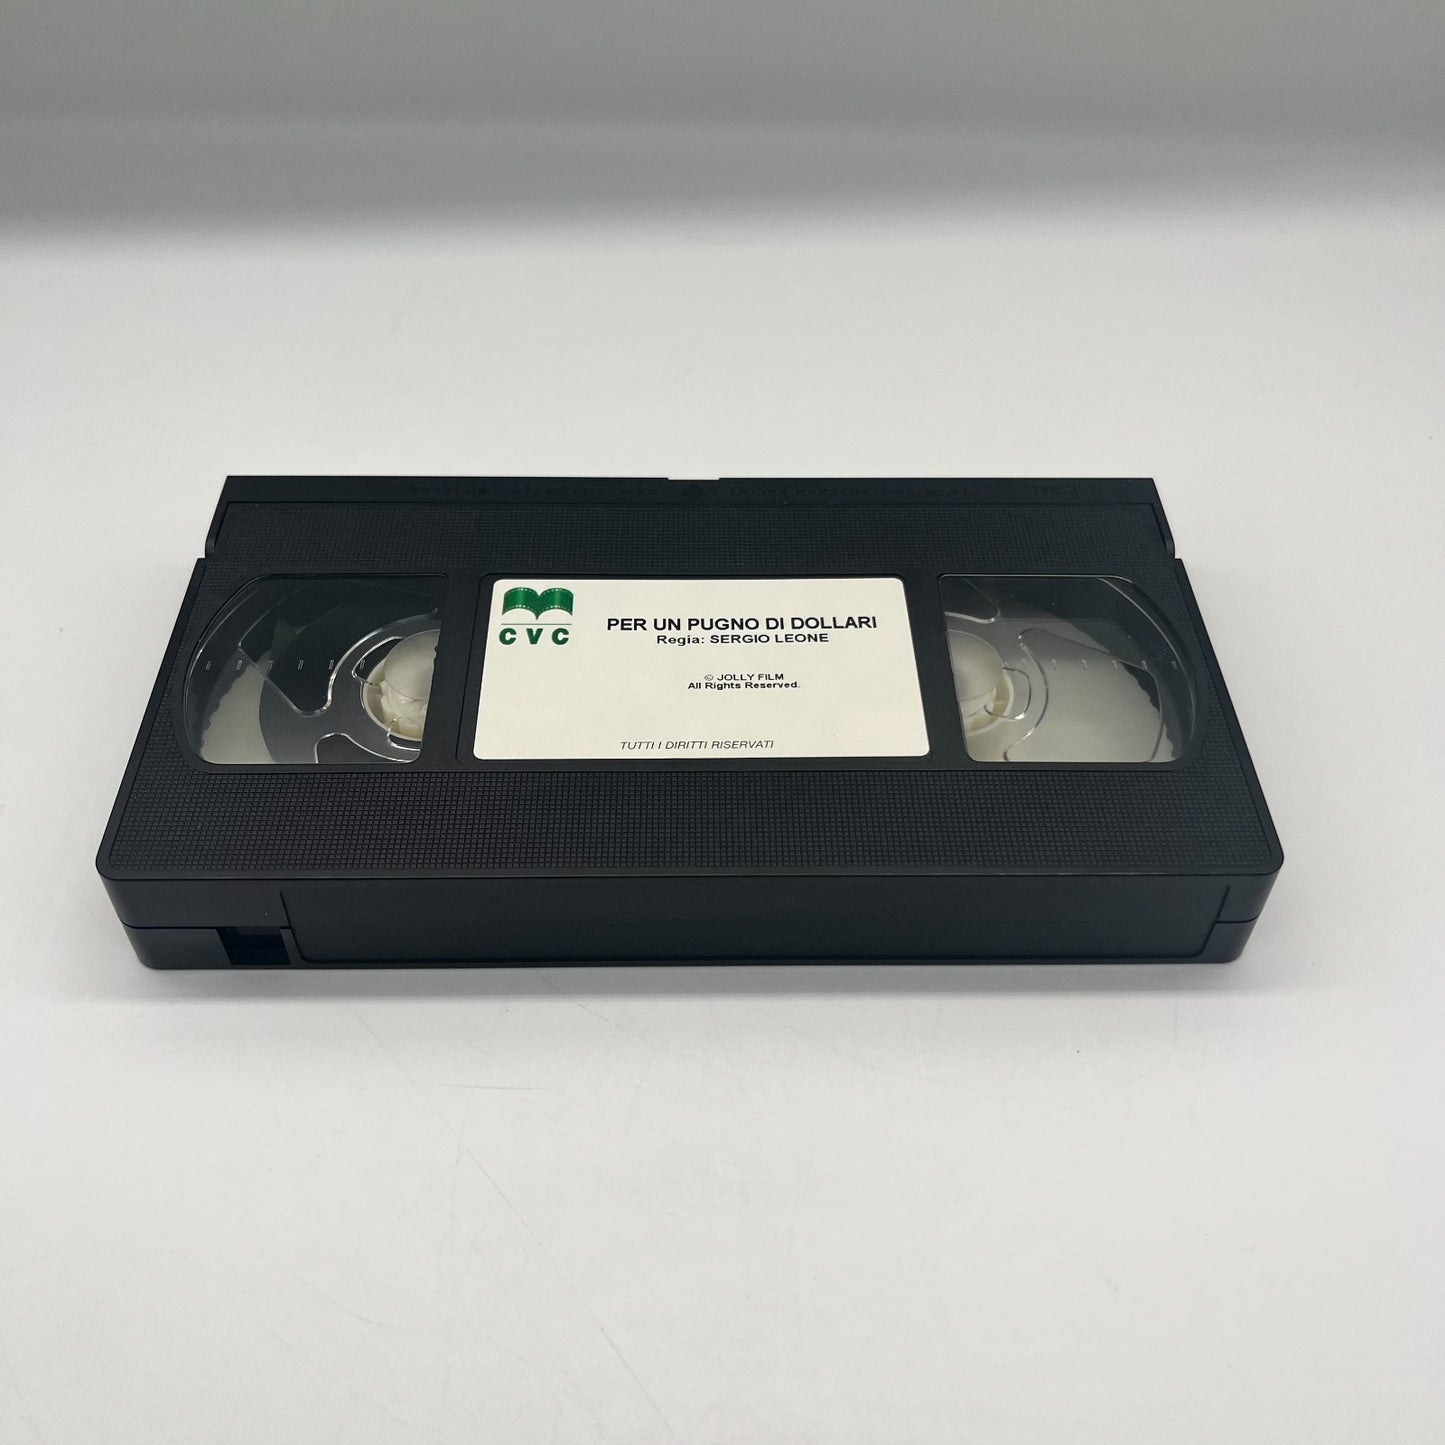 CVC
PER UN PUGNO DI DOLLARI
Regia: SERGIO LEONE
© JOLLY FILM
All Rights Reserved.
TUTTI I DIRITTI RISERVATI